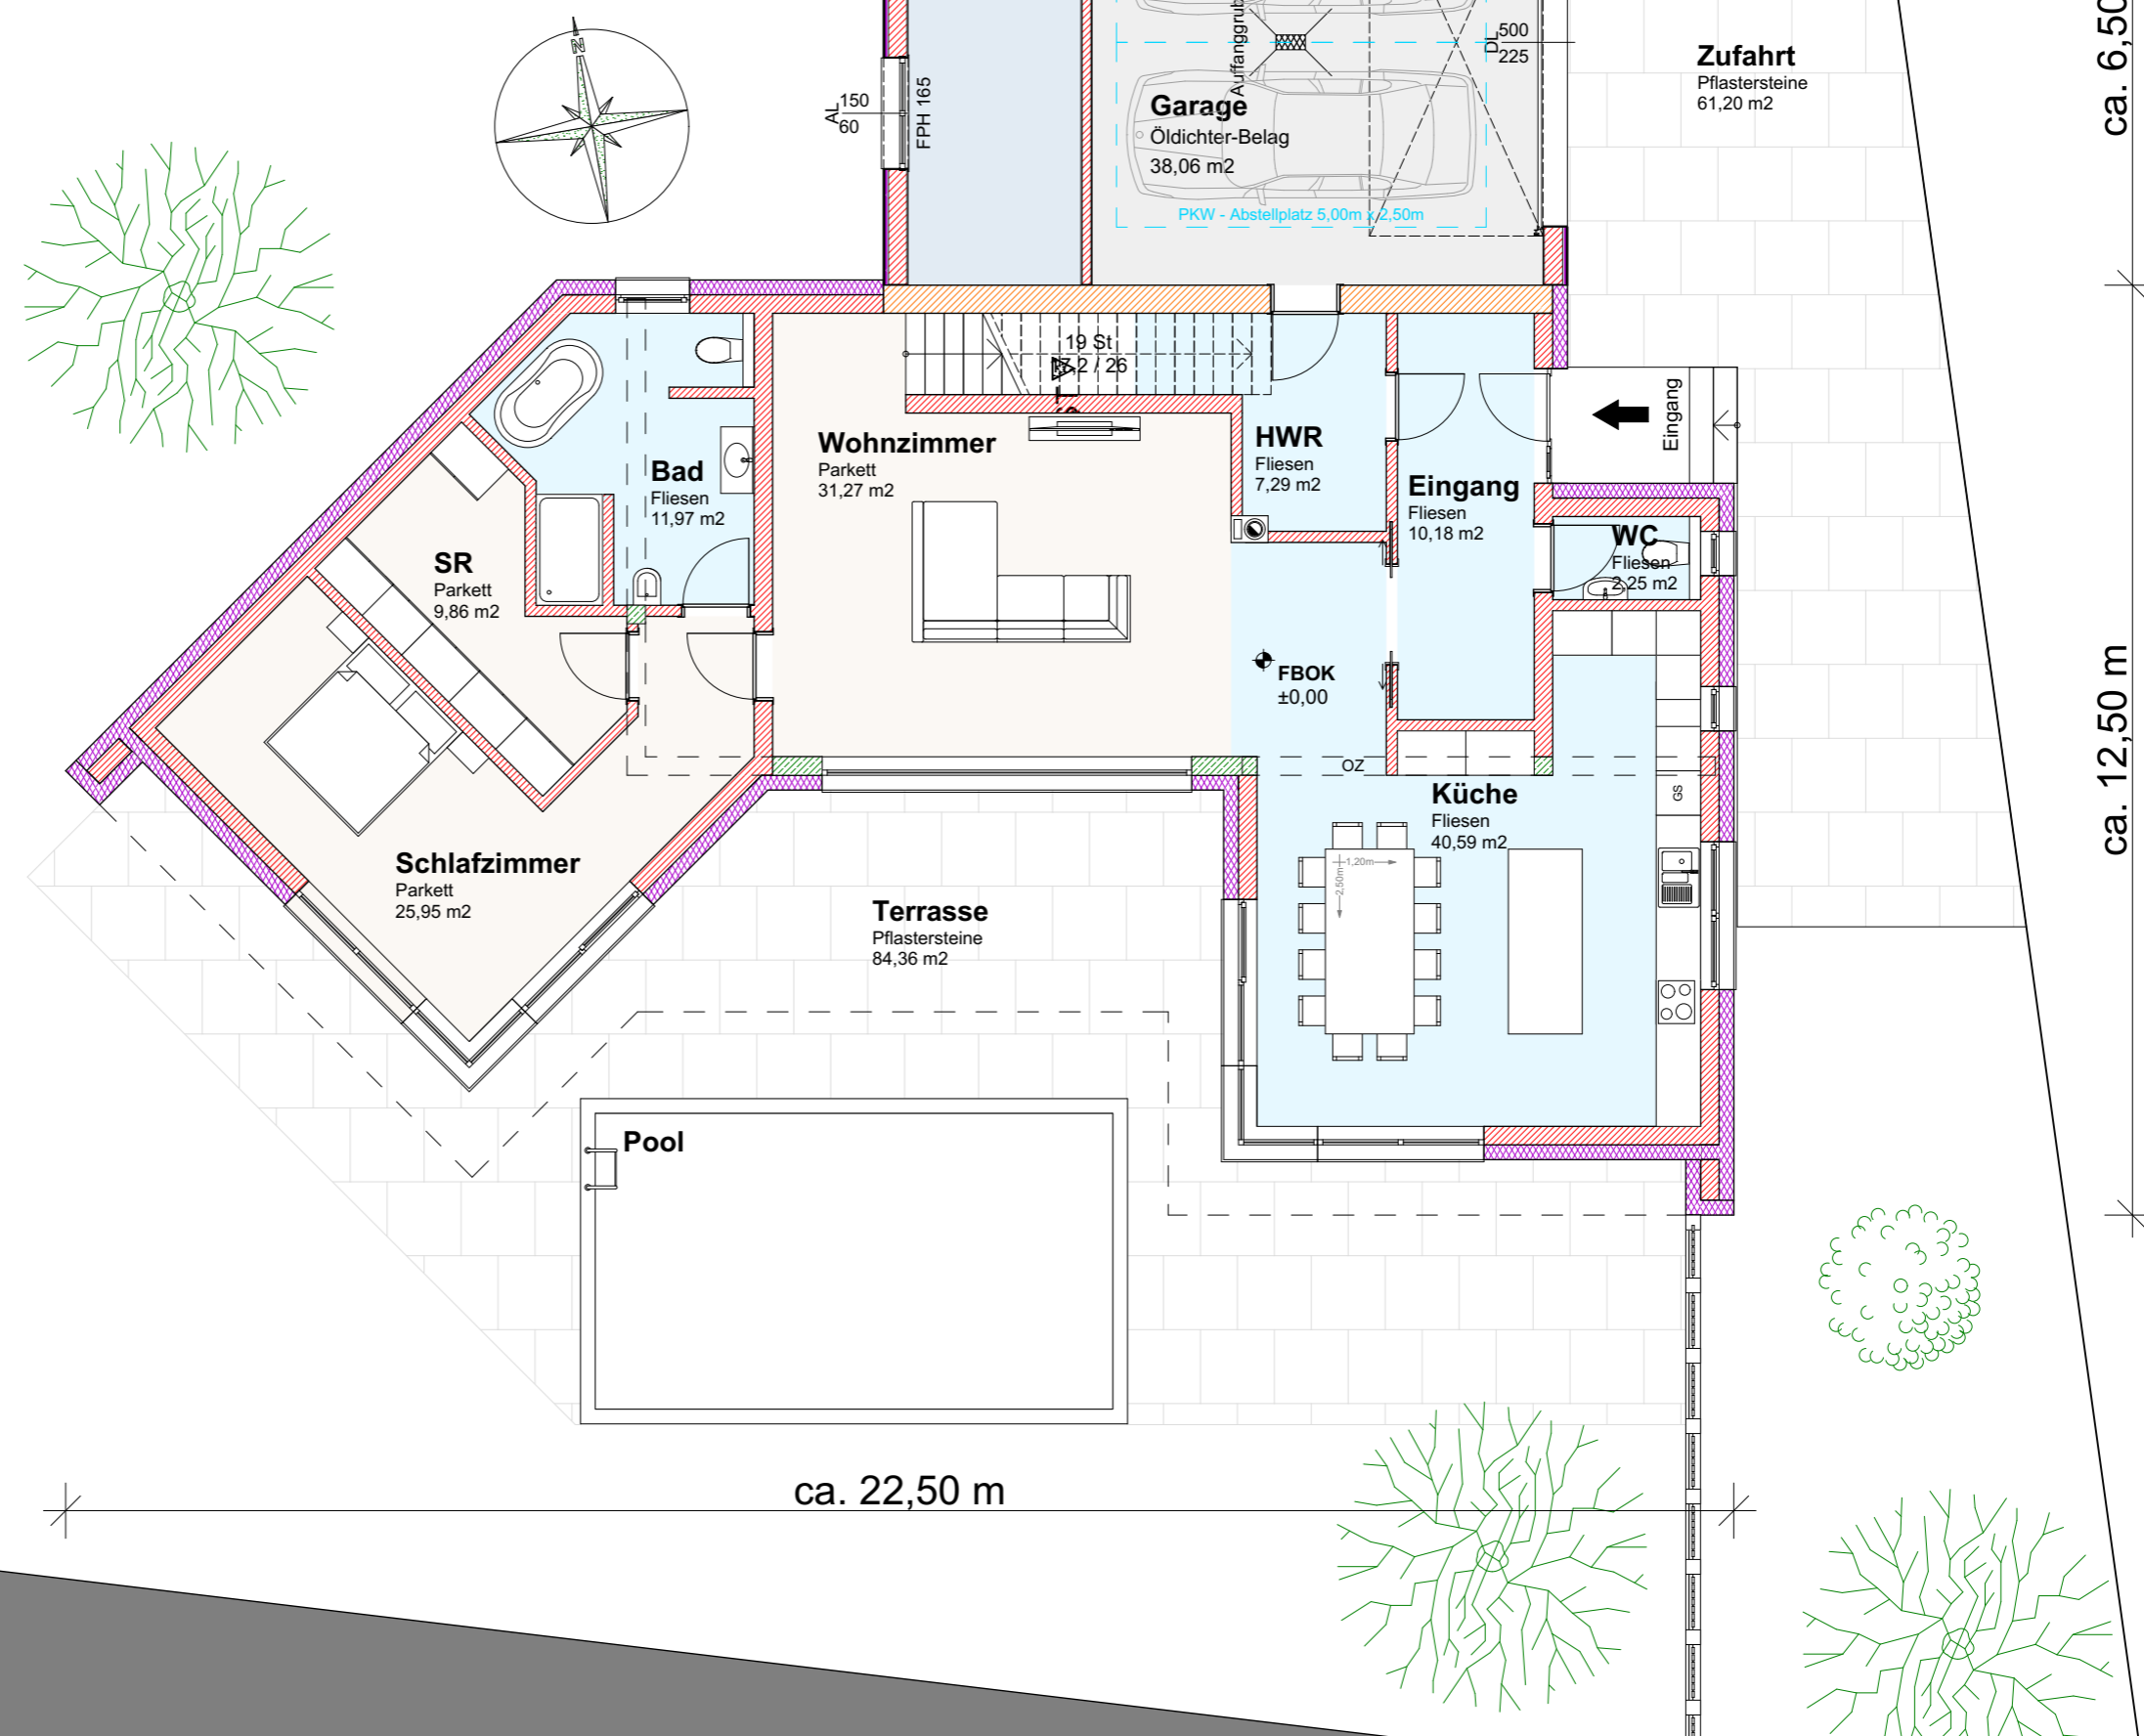 N
AL
150
60
FPH 165
Auffanggrub
DL
500
225
Garage
Öldichter-Belag
38,06 m2
PKW - Abstellplatz 5,00m x 2,50m
Zufahrt
Pflastersteine
61,20 m2
ca. 6,50
19 St
/ 26
Wohnzimmer
Parkett
31,27 m2
HWR
Fliesen
7,29 m2
Eingang
Fliesen
10,18 m2
Eingang
Bad
Fliesen
11,97 m2
WC
Fliesen
2,25 m2
SR
Parkett
9,86 m2
FBOK
±0,00
ca. 12,50 m
OZ
GS
Küche
Fliesen
40,59 m2
1,20m
2,50m
Schlafzimmer
Parkett
25,95 m2
Terrasse
Pflastersteine
84,36 m2
Pool
ca. 22,50 m